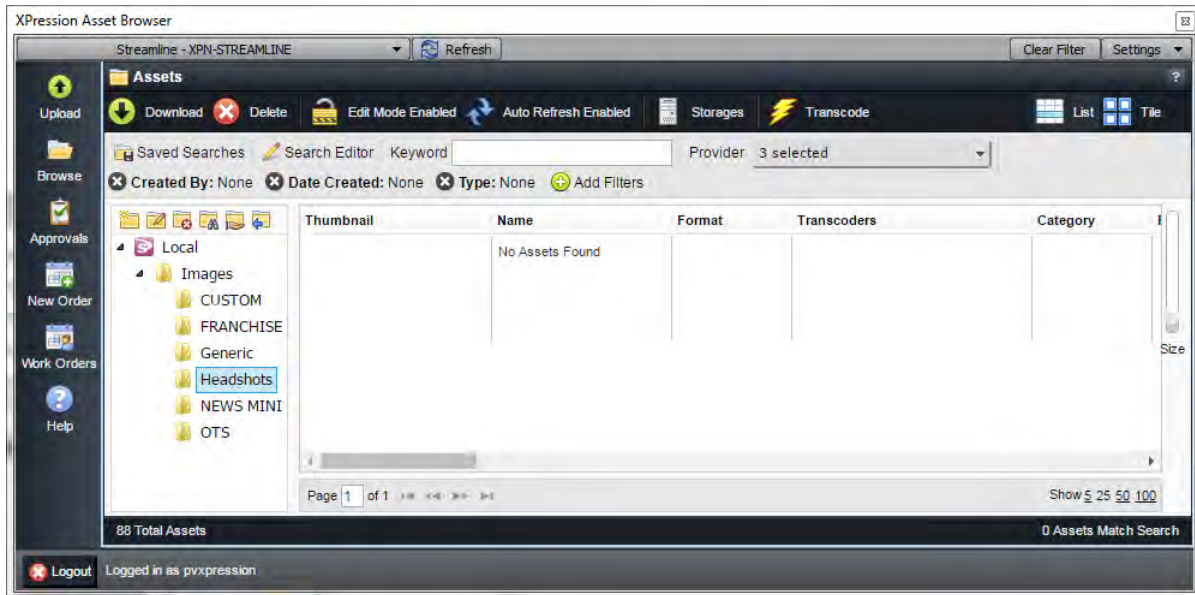 XPression Asset Browser
Streamline - XPN-STREAMLINE Refresh Clear Filter Settings
Assets ?
Upload
Download Delete Edit Mode Enabled Auto Refresh Enabled Storages Transcode List Tile
Browse
Saved Searches Search Editor Keyword Provider 3 selected
Created By: None Date Created: None Type: None Add Filters
Approvals
New Order
Work Orders
Help
Local
Images
CUSTOM
FRANCHISE
Generic
Headshots
NEWS MINI
OTS
Thumbnail Name Format Transcoders Category
No Assets Found
Size
Page 1 of 1 Show 5 25 50 100
88 Total Assets 0 Assets Match Search
Logout Logged in as pvxpression